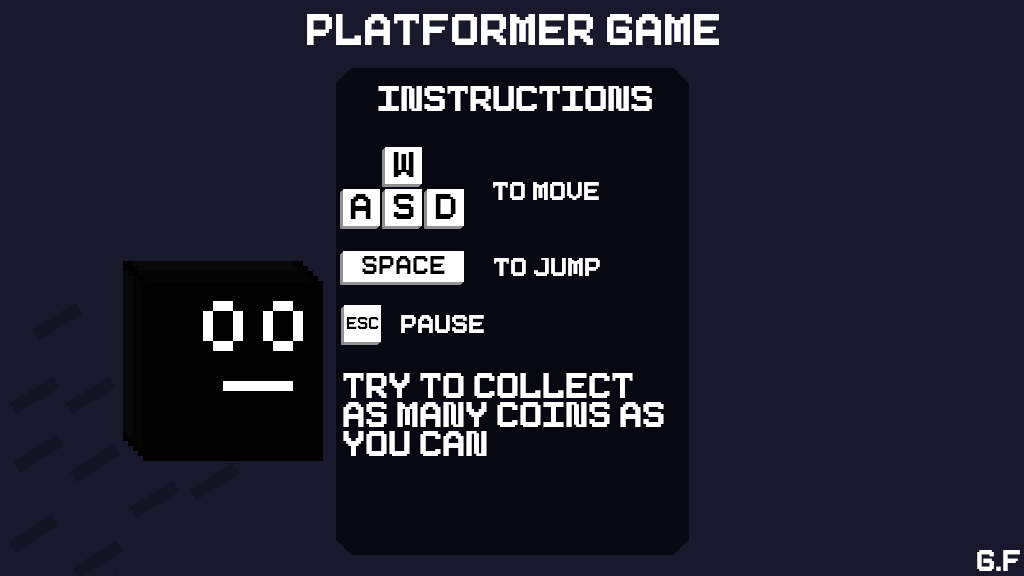 PLATFORMER GAME
INSTRUCTIONS
W
A S D TO MOVE
SPACE TO JUMP
ESC PAUSE
TRY TO COLLECT
AS MANY COINS AS
YOU CAN
G.F